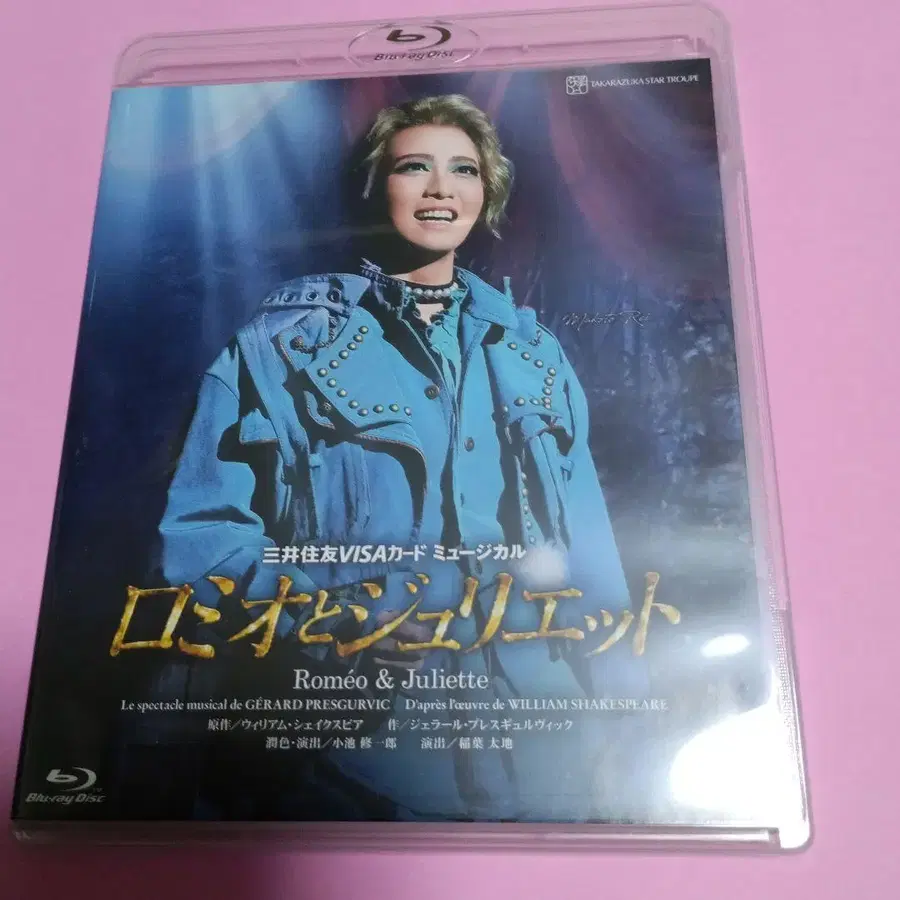 Blu-ray Disc
TAKARAZUKA STAR TROUPE
Makoto Rei
三井住友VISAカード ミュージカル
ロミオとジュリエット
Roméo & Juliette
Le spectacle musical de GÉRARD PRESGURVIC D'après l'œuvre de WILLIAM SHAKESPEARE
原作/ウィリアム・シェイクスピア 作/ジェラール・プレスギュルヴィック
潤色・演出/小池 修一郎 演出/稲葉 太地
Blu-ray Disc